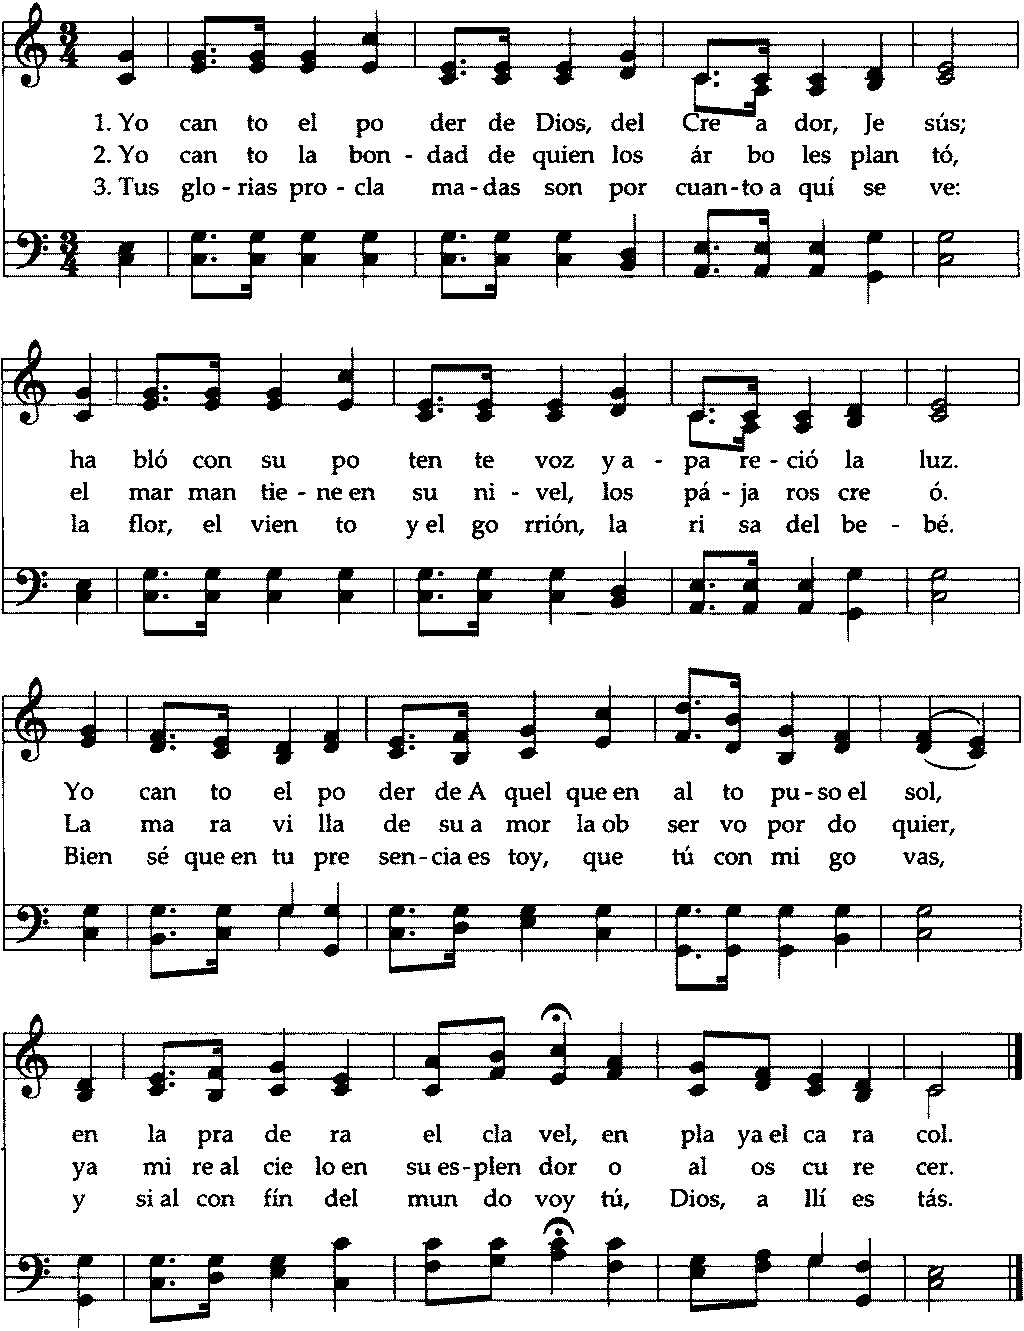 1. Yo can to el po der de Dios, del Cre a dor, Je sús;
2. Yo can to la bon - dad de quien los ár bo les plan tó,
3. Tus glo - rias pro - cla ma - das son por cuan - to a quí se ve:
ha bló con su po ten te voz y a - pa re - ció la luz.
el mar man tie - ne en su ni - vel, los pá - ja ros cre ó.
la flor, el vien to y el go rrión, la ri sa del be - bé.
Yo can to el po der de A quel que en al to pu - so el sol,
La ma ra vi lla de su a mor la ob ser vo por do quier,
Bien sé que en tu pre sen - cia es toy, que tú con mi go vas,
en la pra de ra el cla vel, en pla ya el ca ra col.
ya mi re al cie lo en su es - plen dor o al os cu re cer.
y si al con fín del mun do voy tú, Dios, a llí es tás.